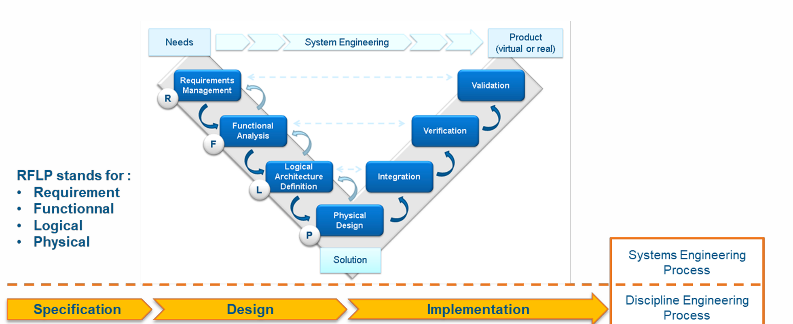 Needs
System Engineering
Product
(virtual or real)
Requirements
Management
Validation
R
Functional
Analysis
Verification
F
RFLP stands for :
• Requirement
• Functionnal
• Logical
• Physical
Logical
Architecture
Definition
Integration
L
Physical
Design
P
Solution
Systems Engineering
Process
Specification
Design
Implementation
Discipline Engineering
Process